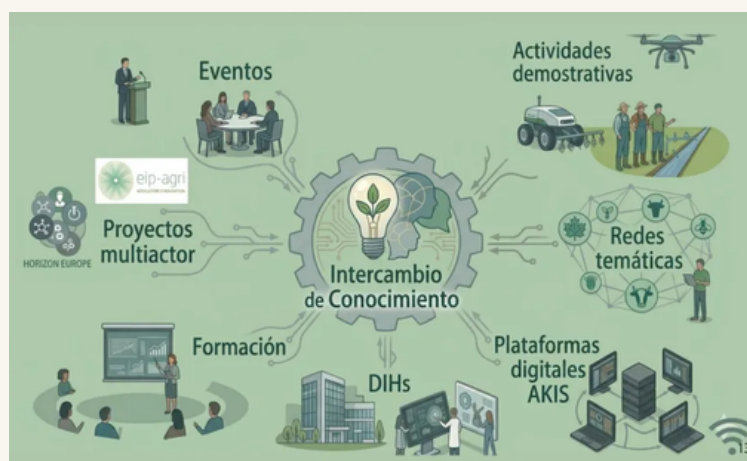 Eventos
Actividades
demostrativas
eip-agri
Proyectos
multiactor
HORIZON EUROPE
Intercambio
de Conocimiento
Redes
temáticas
Formación
DIHs
Plataformas
digitales
AKIS
13